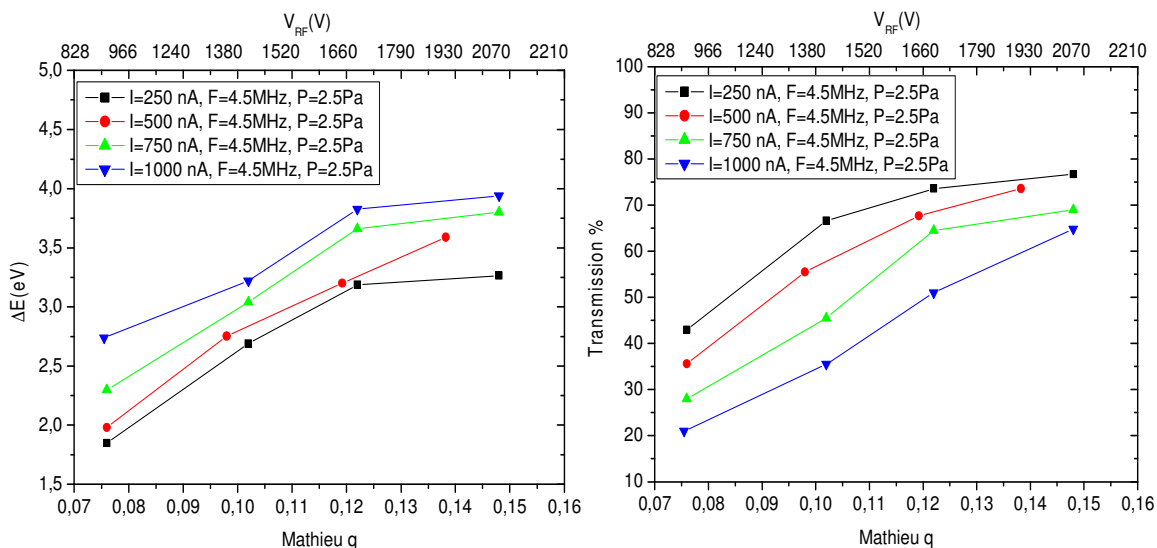 V_RF(V)
828 966 1240 1380 1520 1660 1790 1930 2070 2210
5,0
4,5
4,0
3,5
3,0
2,5
2,0
1,5
ΔE(eV)
I=250 nA, F=4.5MHz, P=2.5Pa
I=500 nA, F=4.5MHz, P=2.5Pa
I=750 nA, F=4.5MHz, P=2.5Pa
I=1000 nA, F=4.5MHz, P=2.5Pa
0,07 0,08 0,09 0,10 0,11 0,12 0,13 0,14 0,15 0,16
Mathieu q
V_RF(V)
828 966 1240 1380 1520 1660 1790 1930 2070 2210
100
90
80
70
60
50
40
30
20
10
Transmission %
I=250 nA, F=4.5MHz, P=2.5Pa
I=500 nA, F=4.5MHz, P=2.5Pa
I=750 nA, F=4.5MHz, P=2.5Pa
I=1000 nA, F=4.5MHz, P=2.5Pa
0,07 0,08 0,09 0,10 0,11 0,12 0,13 0,14 0,15 0,16
Mathieu q